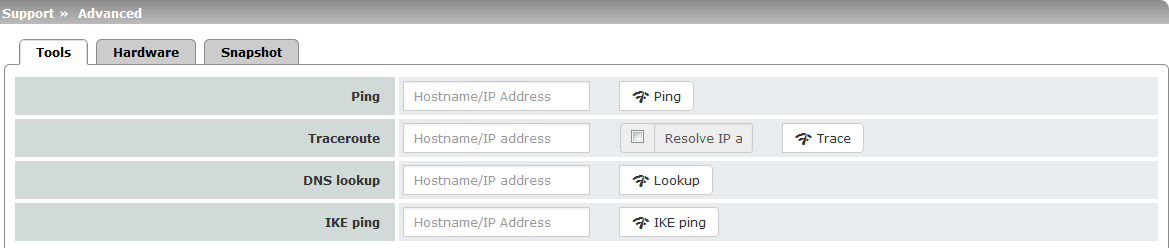 Support » Advanced
Tools Hardware Snapshot
Ping Hostname/IP Address Ping
Traceroute Hostname/IP address Resolve IP a Trace
DNS lookup Hostname/IP address Lookup
IKE ping Hostname/IP Address IKE ping